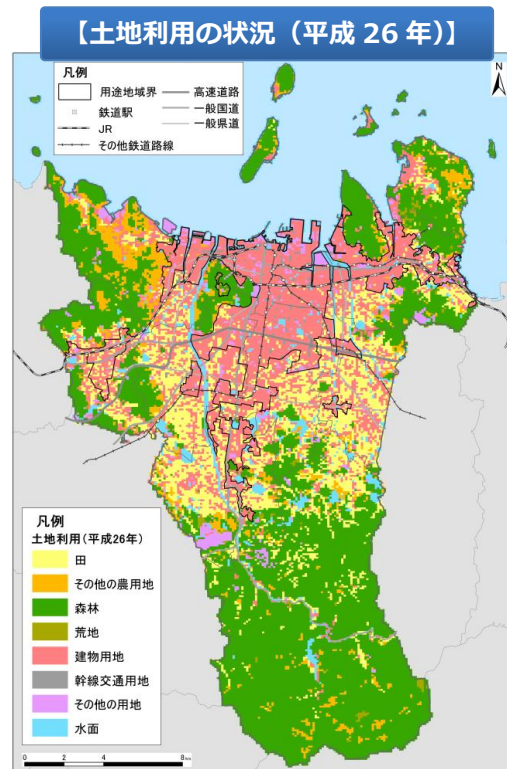 【土地利用の状況（平成 26 年）】
凡例
用途地域界
鉄道駅
JR
その他鉄道路線
高速道路
一般国道
一般県道
N
凡例
土地利用(平成26年)
田
その他の農用地
森林
荒地
建物用地
幹線交通用地
その他の用地
水面
0 2 4 8 km